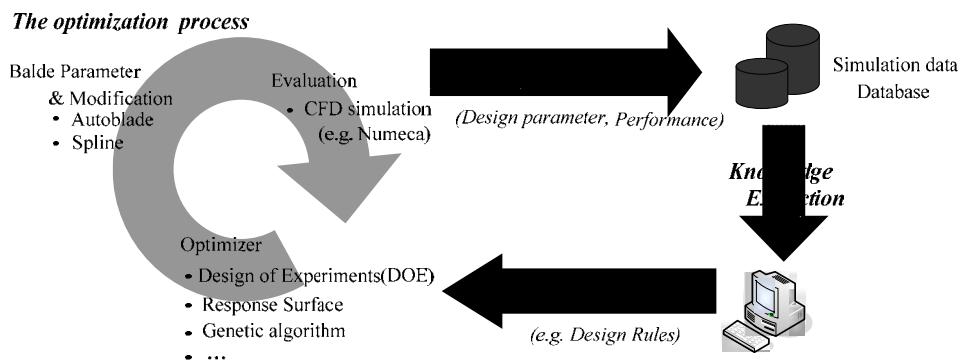 The optimization process
Balde Parameter
& Modification
• Autoblade
• Spline
Evaluation
• CFD simulation
(e.g. Numeca)
(Design parameter, Performance)
Simulation data
Database
Optimizer
• Design of Experiments(DOE)
• Response Surface
• Genetic algorithm
• ...
(e.g. Design Rules)